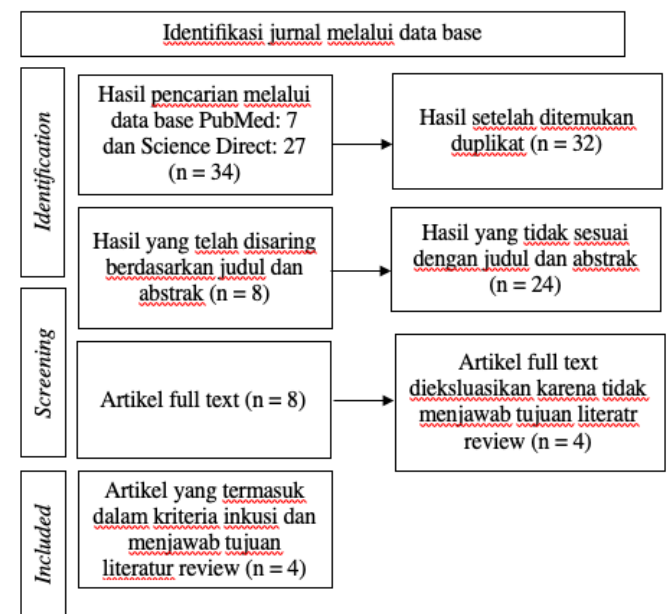 Identifikasi jurnal melalui data base
Identification
Hasil pencarian melalui
data base PubMed: 7
dan Science Direct: 27
(n = 34)
Hasil setelah ditemukan
duplikat (n = 32)
Hasil yang telah disaring
berdasarkan judul dan
abstrak (n = 8)
Hasil yang tidak sesuai
dengan judul dan abstrak
(n = 24)
Screening
Artikel full text (n = 8)
Artikel full text
dieksluasikan karena tidak
menjawab tujuan literatr
review (n = 4)
Included
Artikel yang termasuk
dalam kriteria inkusi dan
menjawab tujuan
literatur review (n = 4)